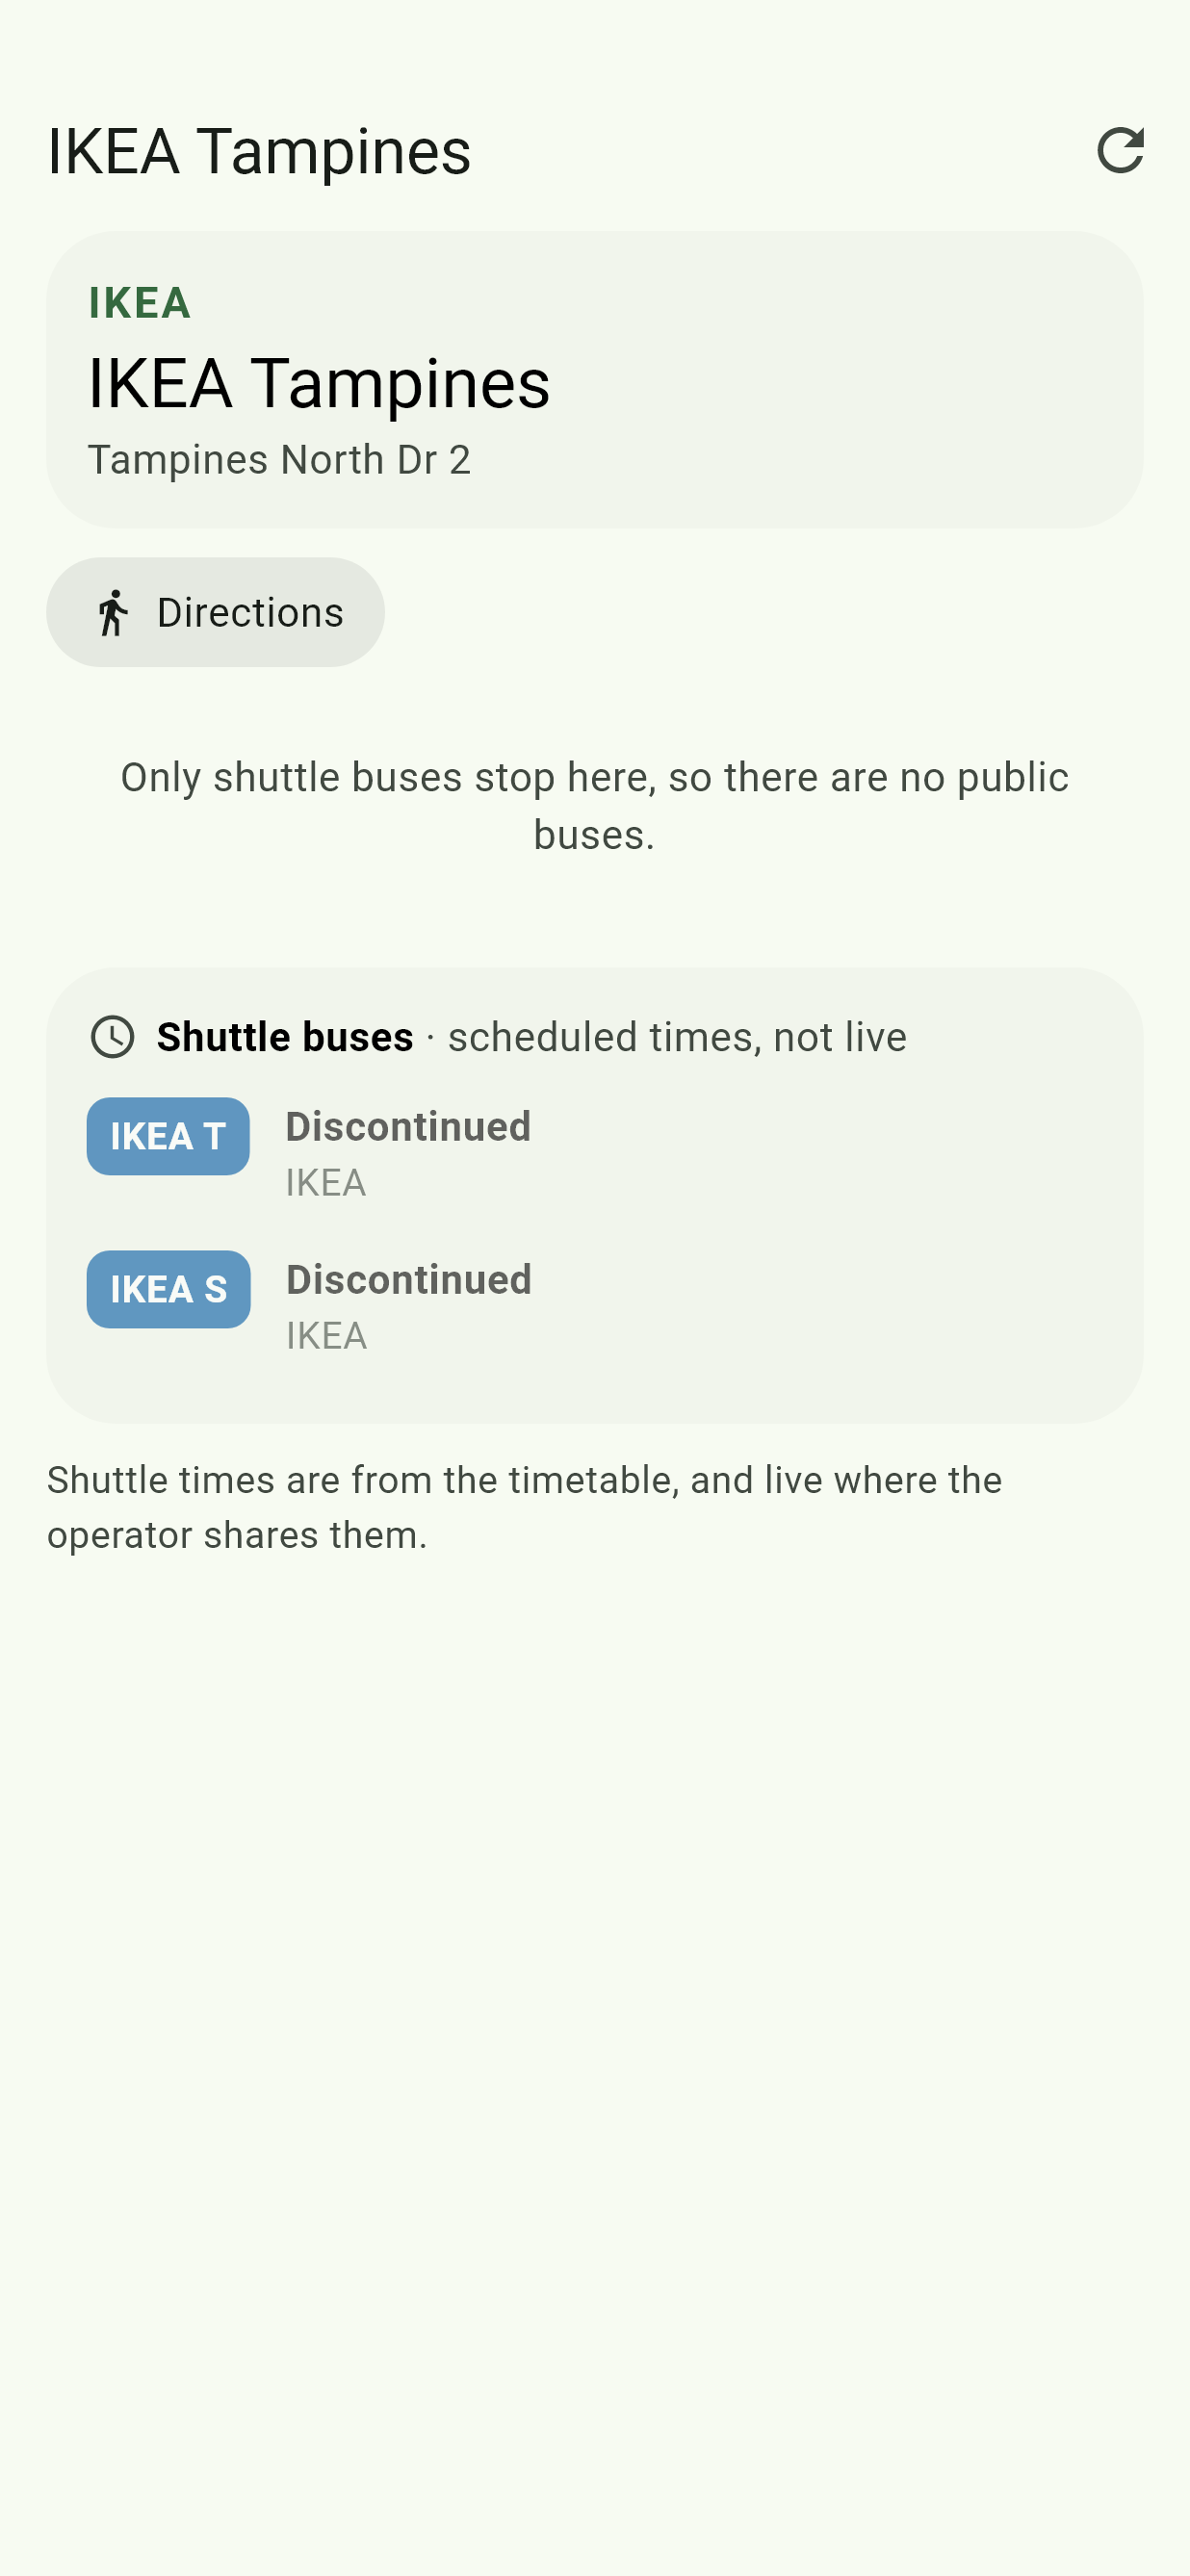 IKEA Tampines
IKEA
IKEA Tampines
Tampines North Dr 2
Directions
Only shuttle buses stop here, so there are no public
buses.
Shuttle buses · scheduled times, not live
IKEA T
Discontinued
IKEA
IKEA S
Discontinued
IKEA
Shuttle times are from the timetable, and live where the
operator shares them.